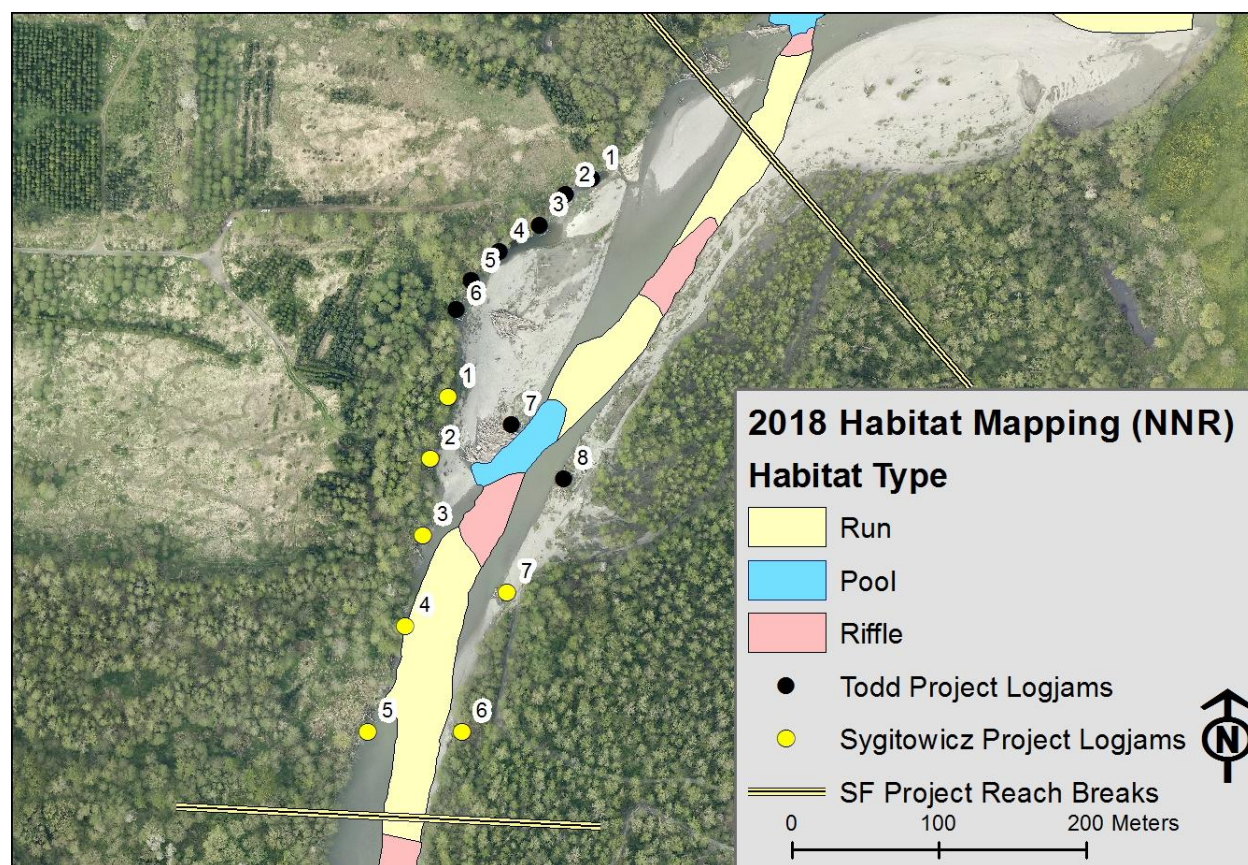 1
2
3
4
5
6
1
2
7
8
3
7
4
5
6
2018 Habitat Mapping (NNR)
Habitat Type
Run
Pool
Riffle
Todd Project Logjams
Sygitowicz Project Logjams
SF Project Reach Breaks
N
0 100 200 Meters